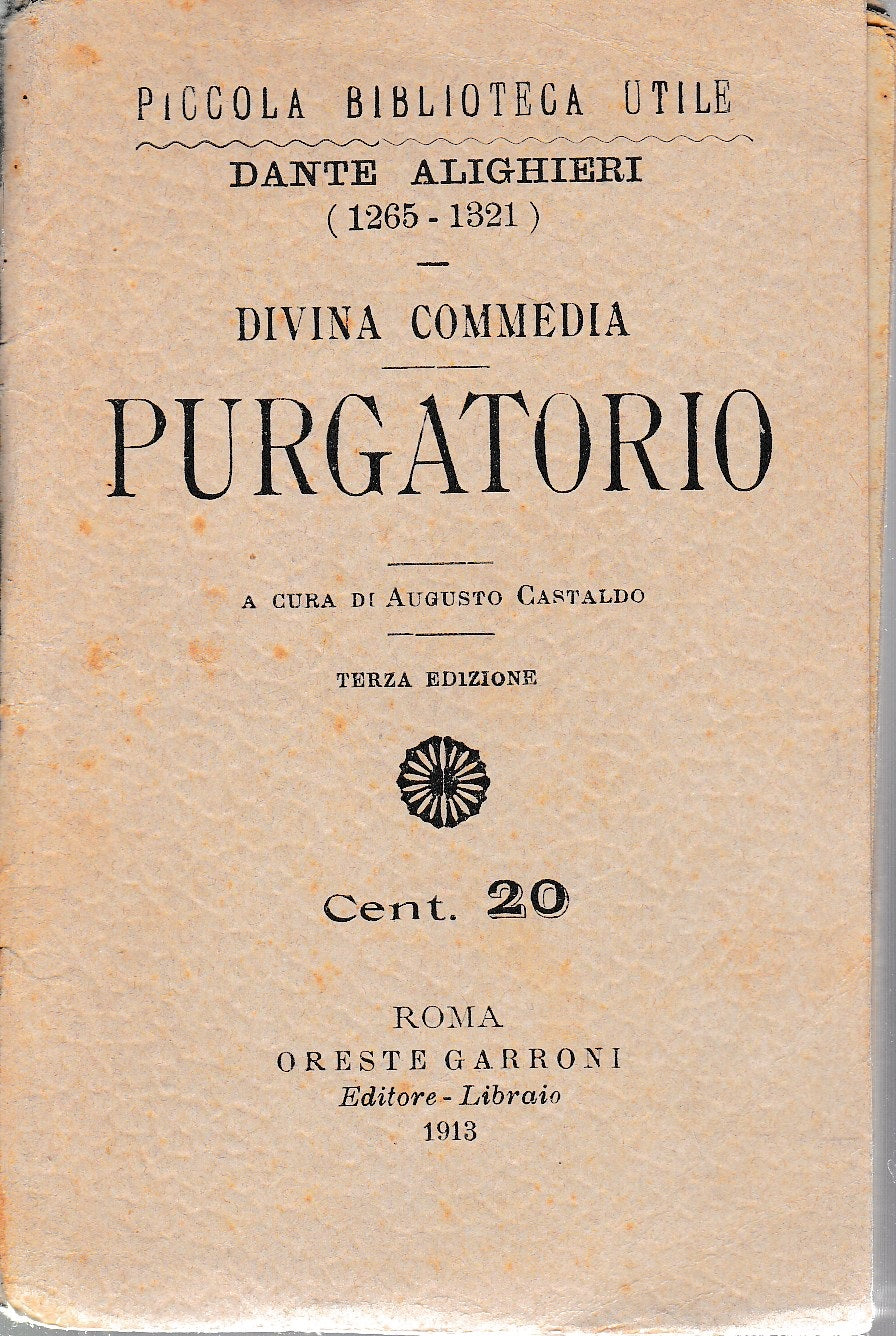 PICCOLA BIBLIOTECA UTILE
DANTE ALIGHIERI
(1265-1321)
DIVINA COMMEDIA
PURGATORIO
A CURA DI AUGUSTO CASTALDO
TERZA EDIZIONE
Cent. 20
ROMA
ORESTE GARRONI
Editore - Libraio
1913